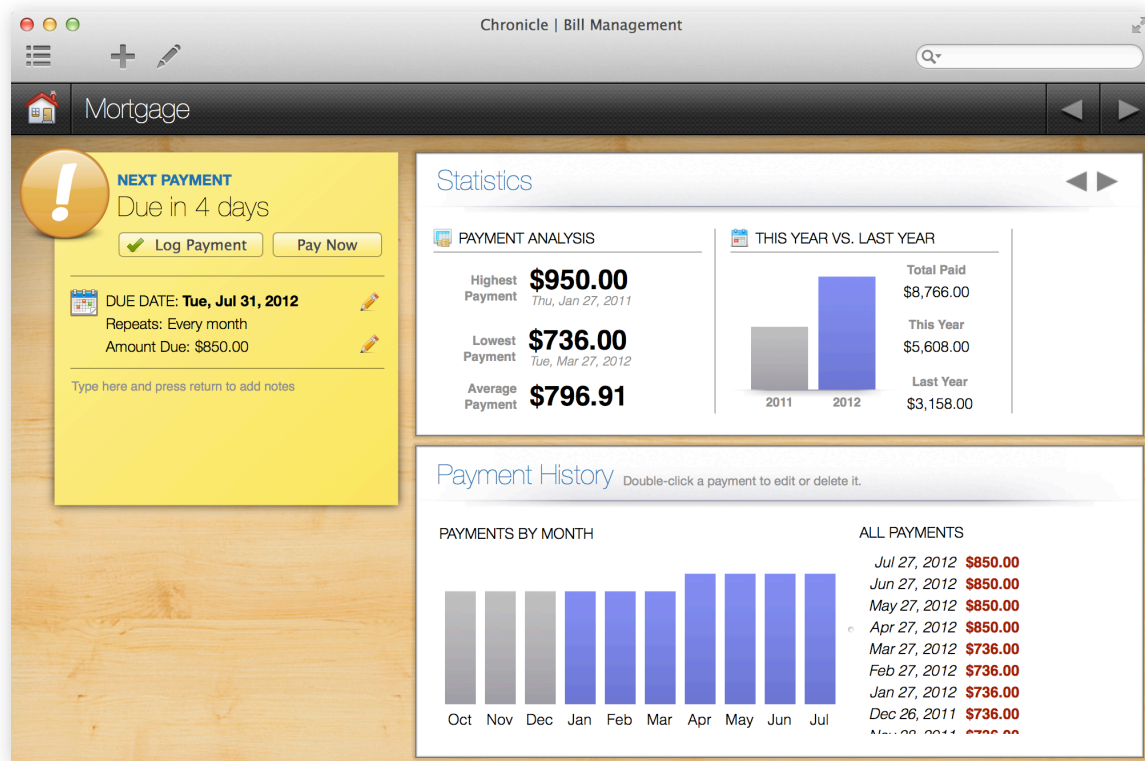 Chronicle | Bill Management
Mortgage
NEXT PAYMENT
Due in 4 days
Log Payment
Pay Now
DUE DATE: Tue, Jul 31, 2012
Repeats: Every month
Amount Due: $850.00
Type here and press return to add notes
Statistics
PAYMENT ANALYSIS
Highest Payment $950.00
Thu, Jan 27, 2011
Lowest Payment $736.00
Tue, Mar 27, 2012
Average Payment $796.91
THIS YEAR VS. LAST YEAR
2011 2012
Total Paid
$8,766.00
This Year
$5,608.00
Last Year
$3,158.00
Payment History Double-click a payment to edit or delete it.
PAYMENTS BY MONTH
Oct Nov Dec Jan Feb Mar Apr May Jun Jul
ALL PAYMENTS
Jul 27, 2012 $850.00
Jun 27, 2012 $850.00
May 27, 2012 $850.00
Apr 27, 2012 $850.00
Mar 27, 2012 $736.00
Feb 27, 2012 $736.00
Jan 27, 2012 $736.00
Dec 26, 2011 $736.00